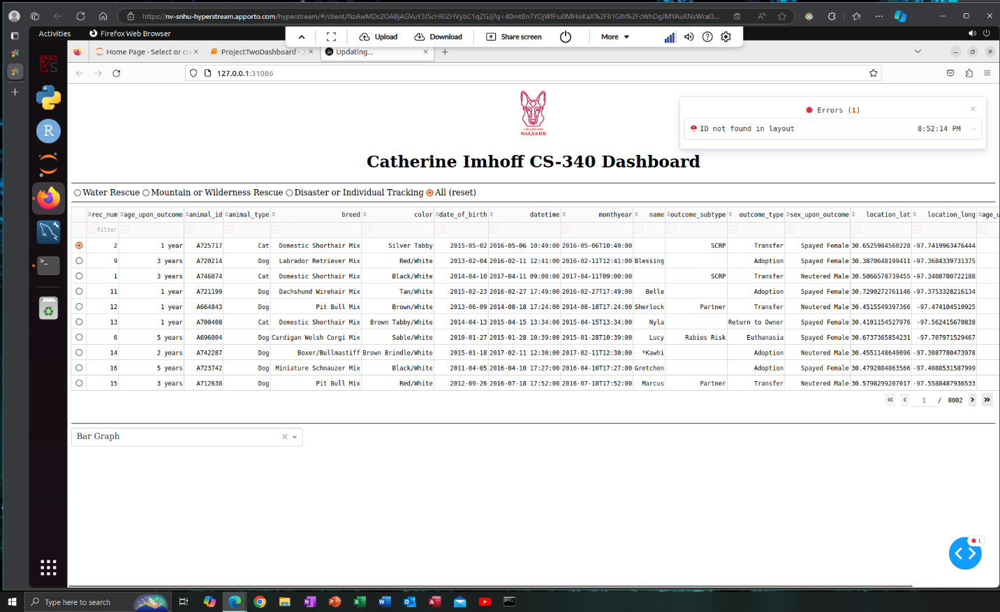 https://nv-snhu-hyperstream.apporto.com/hyperstream/#/client/NzAwMDc2OABjAGVuY3J5cHRlZHVybC1qZGJj?q=40mt8n7YOjWIFIu0MHisKaX%2F81Glh%2FcWhDgJMYAuKNsWral3...
Activities
Firefox Web Browser
Upload
Download
Share screen
More
Home Page - Select or cre
ProjectTwoDashboard - J
Updating...
127.0.0.1:31086
GRAZIOSO
SALVARE
Errors (1)
ID not found in layout 8:52:14 PM
Catherine Imhoff CS-340 Dashboard
Water Rescue Mountain or Wilderness Rescue Disaster or Individual Tracking All (reset)
rec_num age_upon_outcome animal_id animal_type breed color date_of_birth datetime monthyear name outcome_subtype outcome_type sex_upon_outcome location_lat location_long age_u
filter
2 1 year A725717 Cat Domestic Shorthair Mix Silver Tabby 2015-05-02 2016-05-06 10:49:00 2016-05-06T10:49:00 SCRP Transfer Spayed Female 30.6525984560228 -97.7419963476444
9 3 years A720214 Dog Labrador Retriever Mix Red/White 2013-02-04 2016-02-11 12:41:00 2016-02-11T12:41:00 Blessing Adoption Spayed Female 30.3870648199411 -97.3684339731375
1 3 years A746874 Cat Domestic Shorthair Mix Black/White 2014-04-10 2017-04-11 09:00:00 2017-04-11T09:00:00 SCRP Transfer Neutered Male 30.5066578739455 -97.3408780722188
11 1 year A721199 Dog Dachshund Wirehair Mix Tan/White 2015-02-23 2016-02-27 17:49:00 2016-02-27T17:49:00 Belle Adoption Spayed Female 30.7290272761146 -97.3753328216134
12 1 year A664843 Dog Pit Bull Mix Brown/White 2013-06-09 2014-08-18 17:24:00 2014-08-18T17:24:00 Sherlock Partner Transfer Neutered Male 30.4515549397366 -97.474104510925
13 1 year A700408 Cat Domestic Shorthair Mix Brown Tabby/White 2014-04-13 2015-04-15 13:34:00 2015-04-15T13:34:00 Nyla Return to Owner Spayed Female 30.4101154527976 -97.562415670838
6 5 years A696004 Dog Cardigan Welsh Corgi Mix Sable/White 2010-01-27 2015-01-28 10:39:00 2015-01-28T10:39:00 Lucy Rabies Risk Euthanasia Spayed Female 30.6737365854231 -97.707971529467
14 2 years A742287 Dog Boxer/Bullmastiff Brown Brindle/White 2015-01-18 2017-02-11 12:30:00 2017-02-11T12:30:00 *Kawhi Adoption Neutered Male 30.4551148649096 -97.3087780473978
16 5 years A723742 Dog Miniature Schnauzer Mix Black/White 2011-04-05 2016-04-10 17:27:00 2016-04-10T17:27:00 Gretchen Adoption Spayed Female 30.4792884863566 -97.4088531587999
15 3 years A712638 Dog Pit Bull Mix Red/White 2012-09-26 2016-07-18 17:52:00 2016-07-18T17:52:00 Marcus Partner Transfer Neutered Male 30.5798299207017 -97.5588487936533
1 / 8002
Bar Graph
1
Type here to search